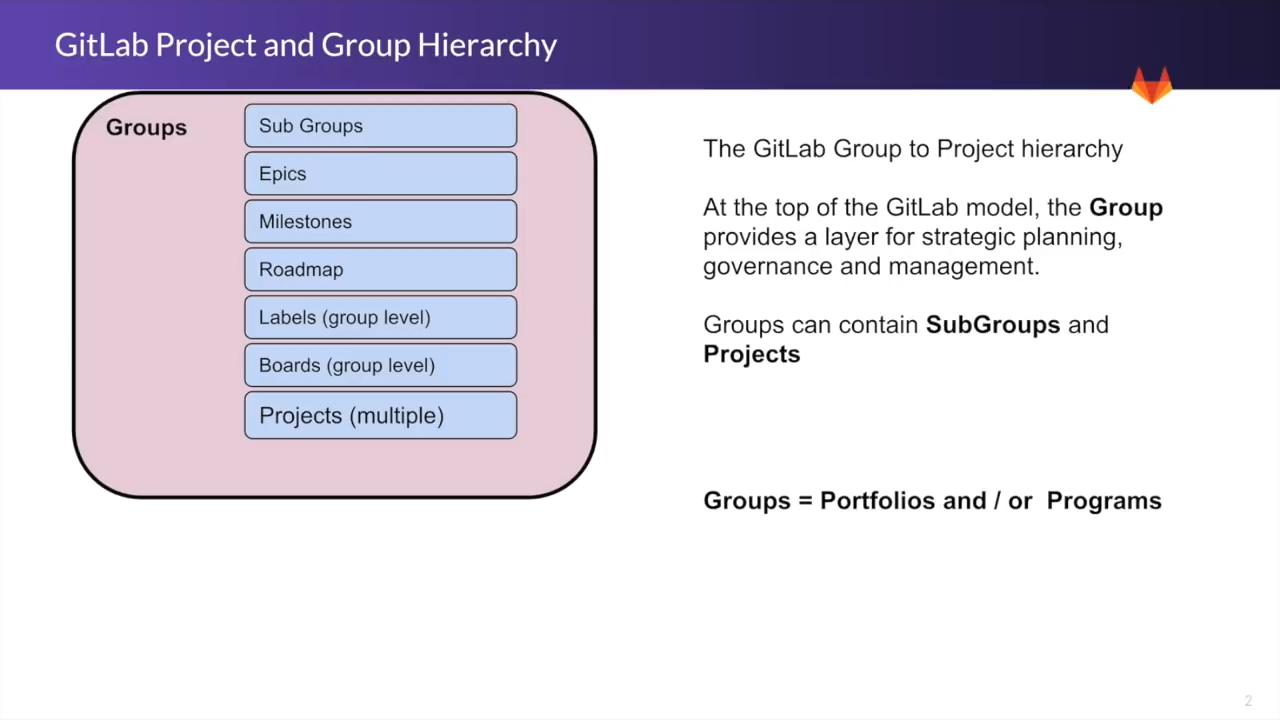 GitLab Project and Group Hierarchy
Groups
Sub Groups
Epics
Milestones
Roadmap
Labels (group level)
Boards (group level)
Projects (multiple)
The GitLab Group to Project hierarchy
At the top of the GitLab model, the Group
provides a layer for strategic planning,
governance and management.
Groups can contain SubGroups and
Projects
Groups = Portfolios and / or  Programs
2